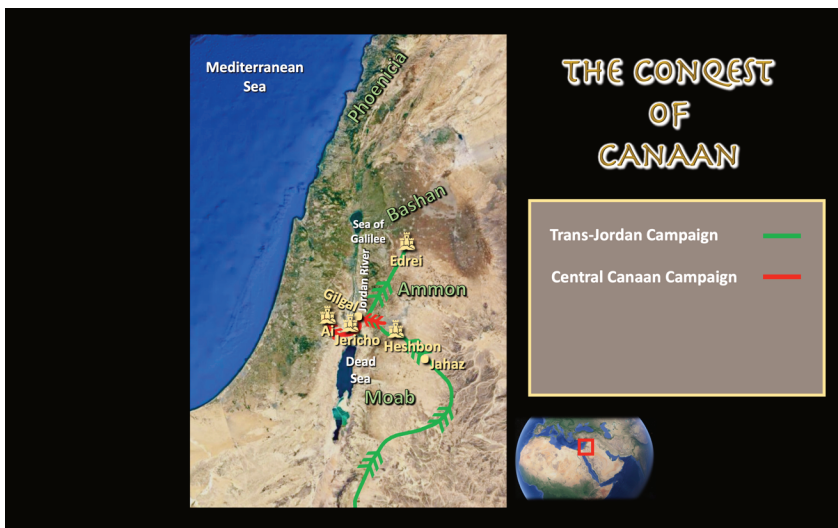 THE CONQEST
OF
CANAAN
Mediterranean
Sea
Phoenicia
Bashan
Sea of
Galilee
Edrei
Jordan River
Ammon
Gilgal
Ai
Jericho
Heshbon
Jahaz
Dead
Sea
Moab
Trans-Jordan Campaign
Central Canaan Campaign